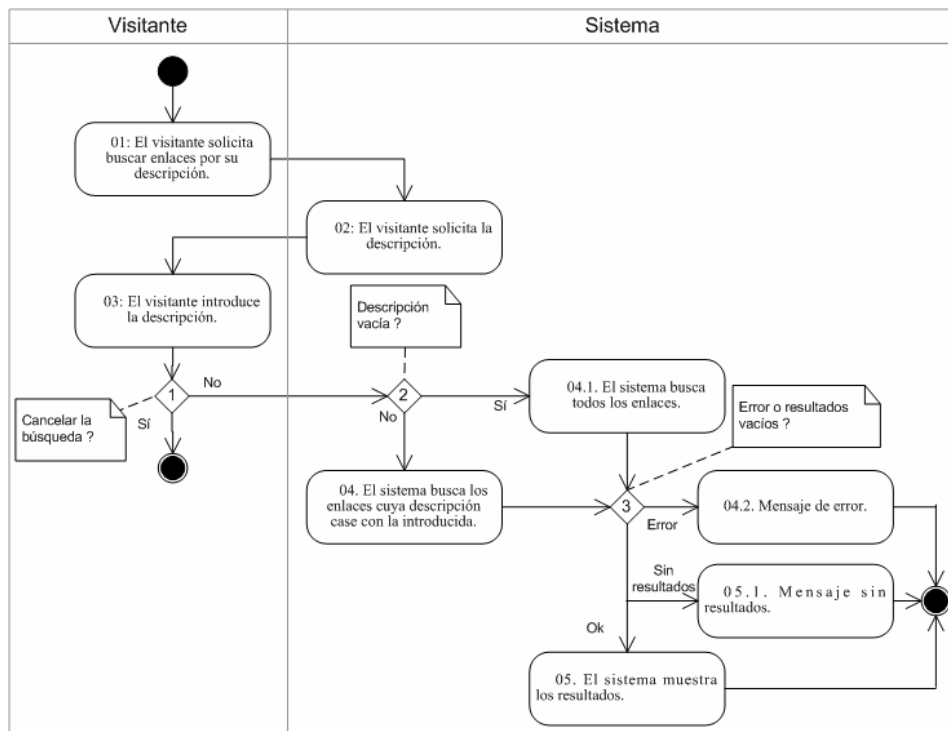 Visitante
Sistema
01: El visitante solicita
buscar enlaces por su
descripción.
02: El visitante solicita la
descripción.
03: El visitante introduce
la descripción.
Descripción
vacía ?
1
No
2
Sí
No
Cancelar la
búsqueda ?
Sí
04.1. El sistema busca
todos los enlaces.
Error o resultados
vacíos ?
04. El sistema busca los
enlaces cuya descripción
case con la introducida.
3
Error
04.2. Mensaje de error.
Sin
resultados
05.1. Mensaje sin
resultados.
Ok
05. El sistema muestra
los resultados.